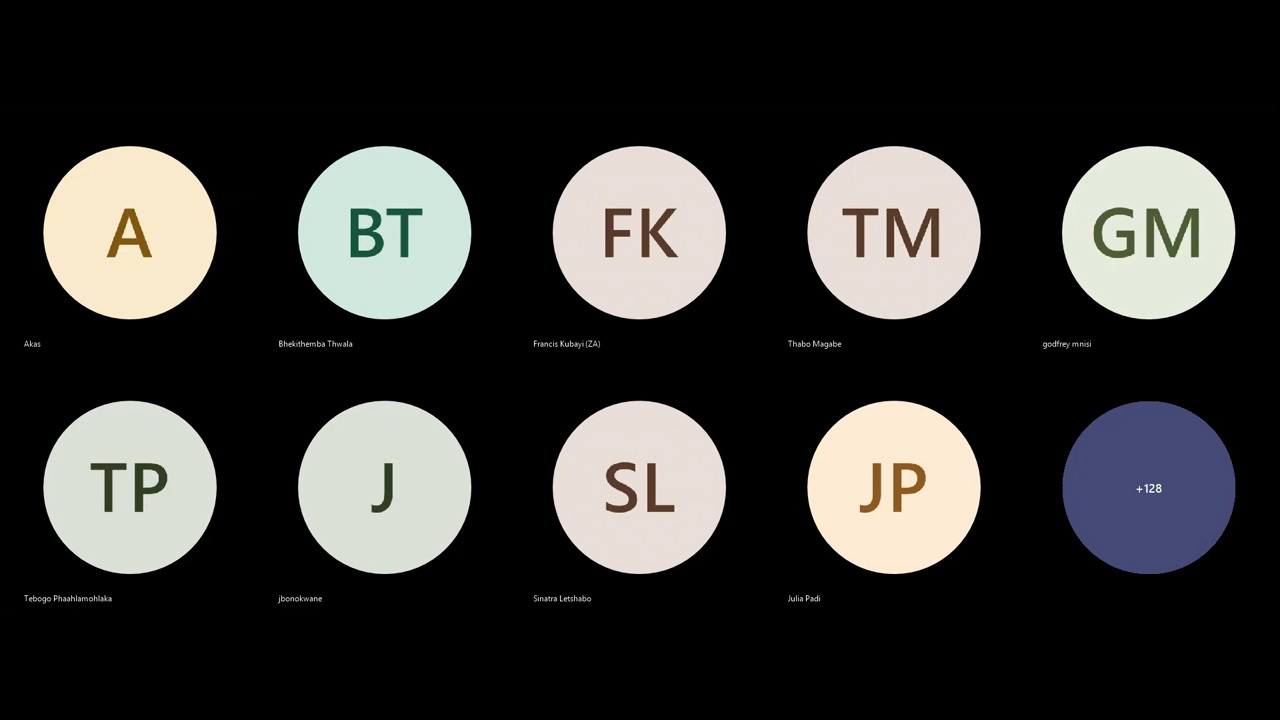 A
BT
FK
TM
GM
Akas
Bhekithemba Thwala
Francis Kubayi (ZA)
Thabo Magabe
godfrey mnisi
TP
J
SL
JP
+128
Tebogo Phaahlamohlaka
jbonokwane
Sinatra Letshabo
Julia Padi